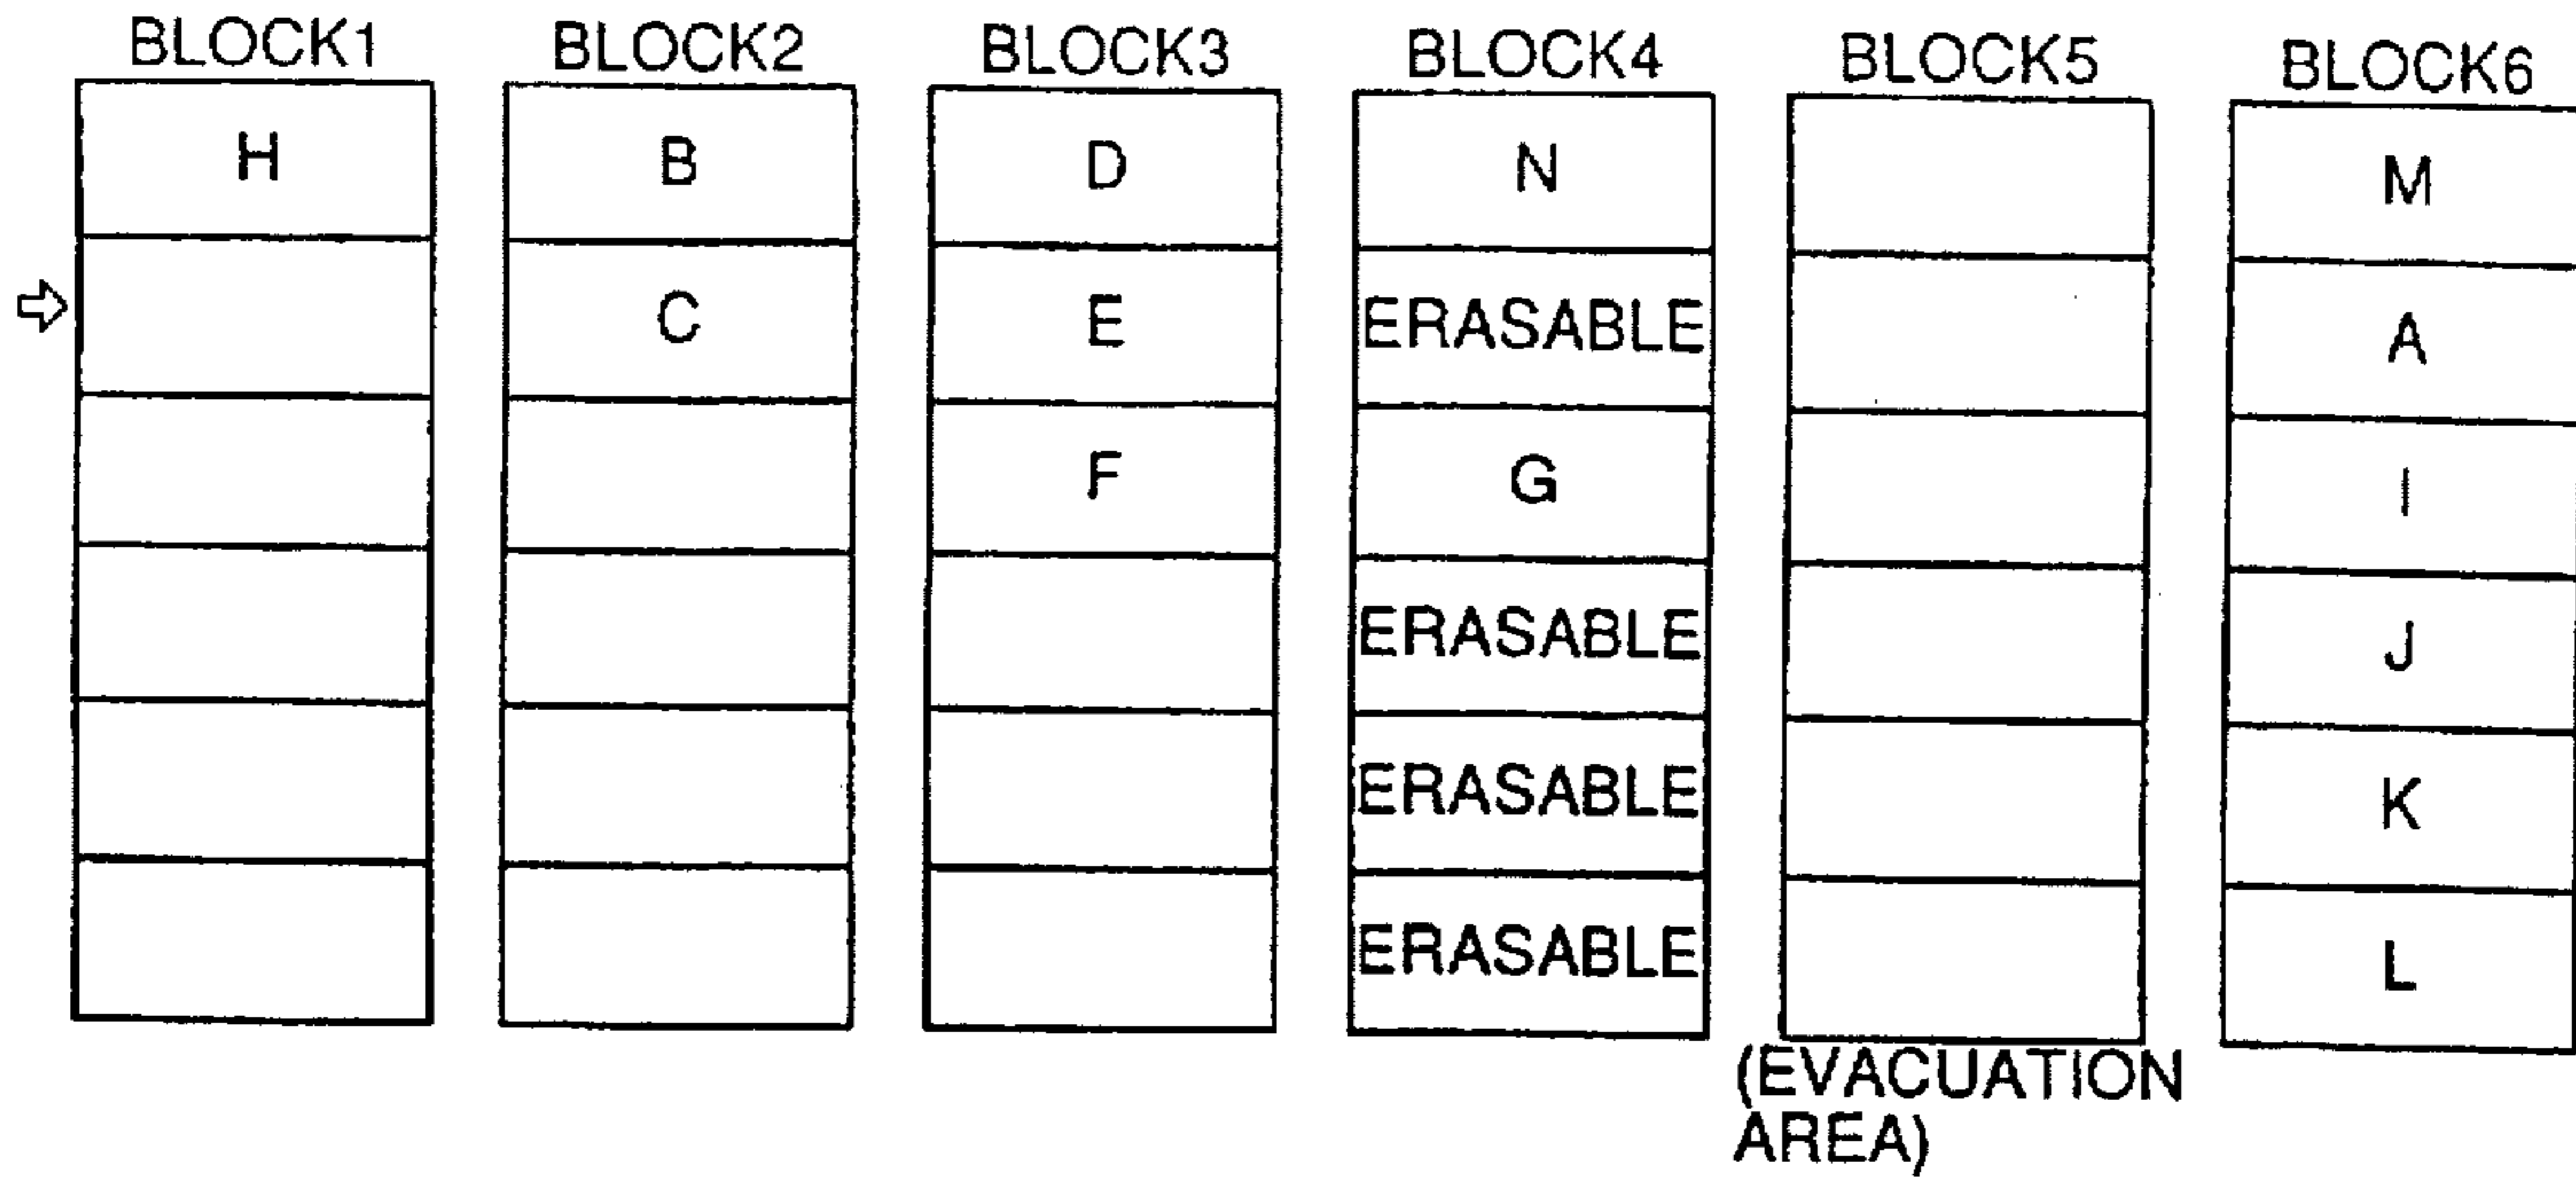 BLOCK1 BLOCK2 BLOCK3 BLOCK4 BLOCK5 BLOCK6
H B D N M
C E ERASABLE A
F G I
ERASABLE J
ERASABLE K
ERASABLE L
(EVACUATION
AREA)